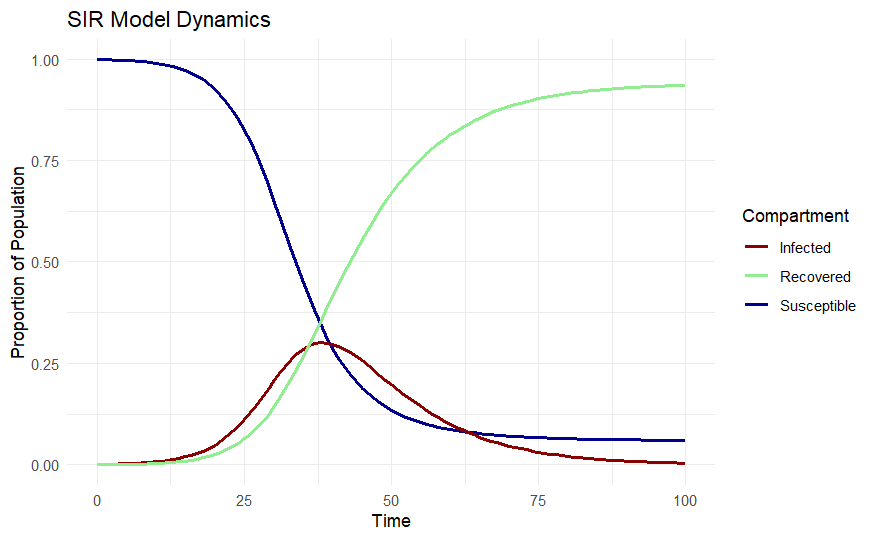 SIR Model Dynamics
Proportion of Population
1.00
0.75
0.50
0.25
0.00
0 25 50 75 100
Time
Compartment
Infected
Recovered
Susceptible